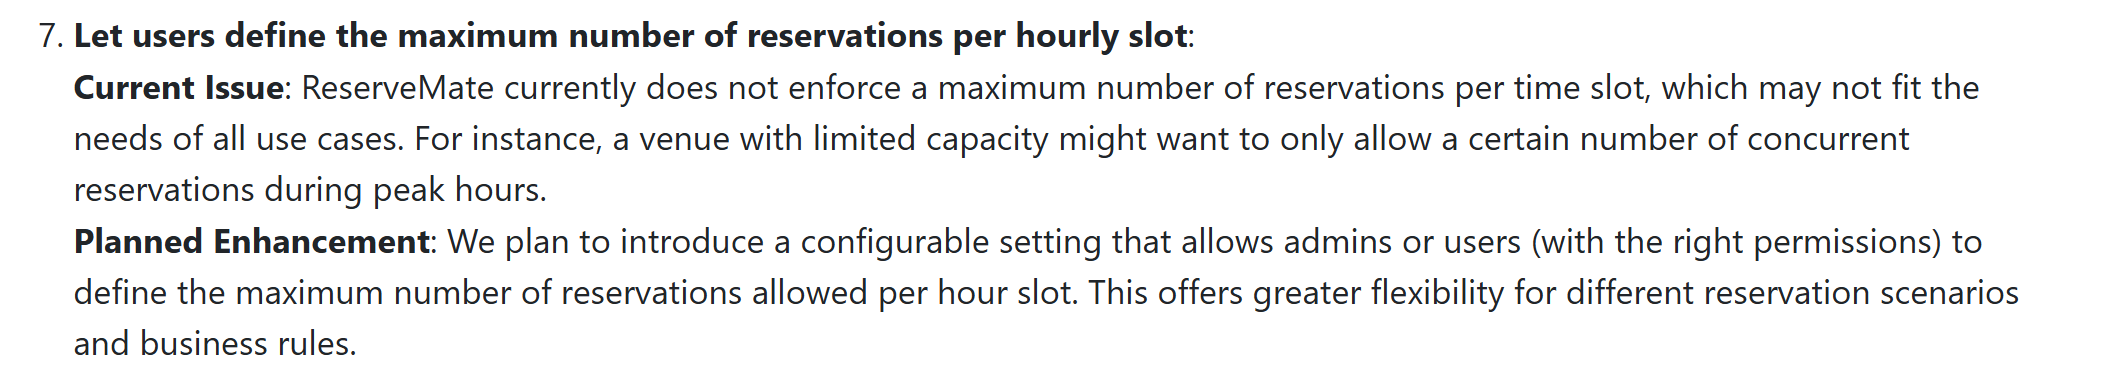 7. Let users define the maximum number of reservations per hourly slot:
Current Issue: ReserveMate currently does not enforce a maximum number of reservations per time slot, which may not fit the
needs of all use cases. For instance, a venue with limited capacity might want to only allow a certain number of concurrent
reservations during peak hours.
Planned Enhancement: We plan to introduce a configurable setting that allows admins or users (with the right permissions) to
define the maximum number of reservations allowed per hour slot. This offers greater flexibility for different reservation scenarios
and business rules.